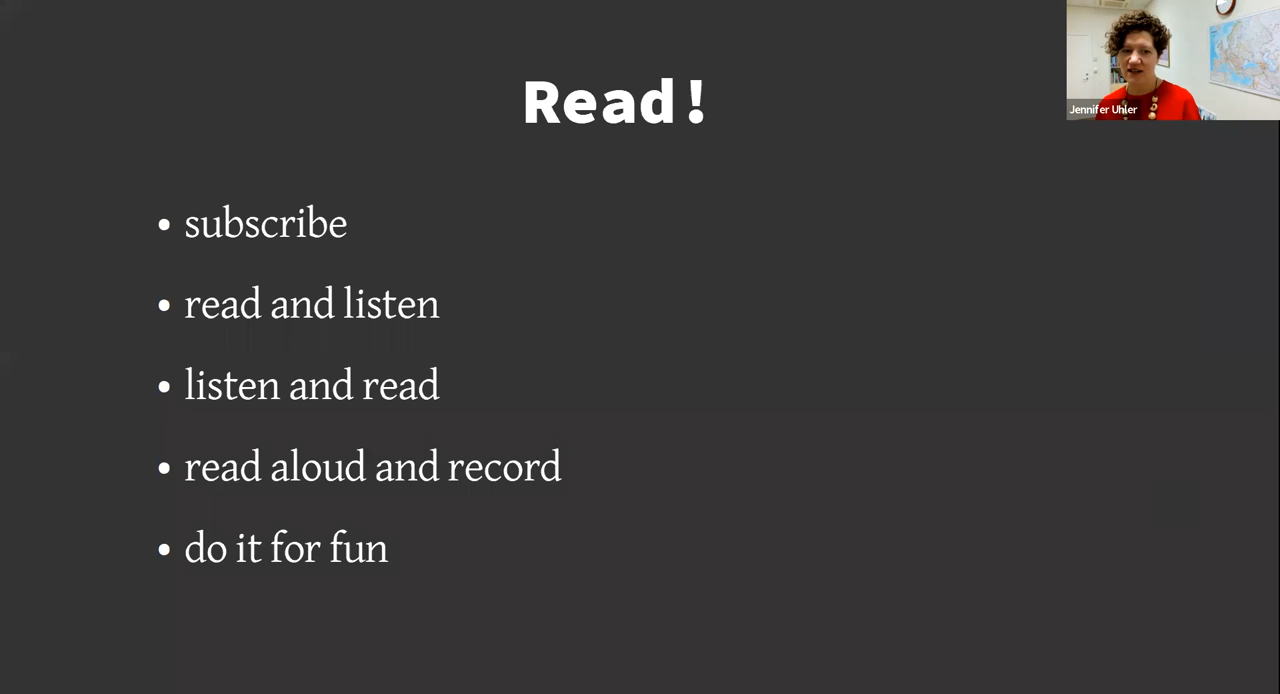 Read!
Jennifer Uhler
• subscribe
• read and listen
• listen and read
• read aloud and record
• do it for fun